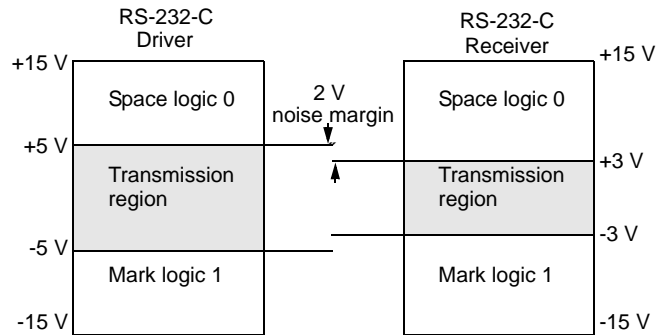 RS-232-C
Driver
RS-232-C
Receiver
+15 V
+15 V
Space logic 0
2 V
noise margin
Space logic 0
+5 V
+3 V
Transmission
region
Transmission
region
-5 V
-3 V
Mark logic 1
Mark logic 1
-15 V
-15 V